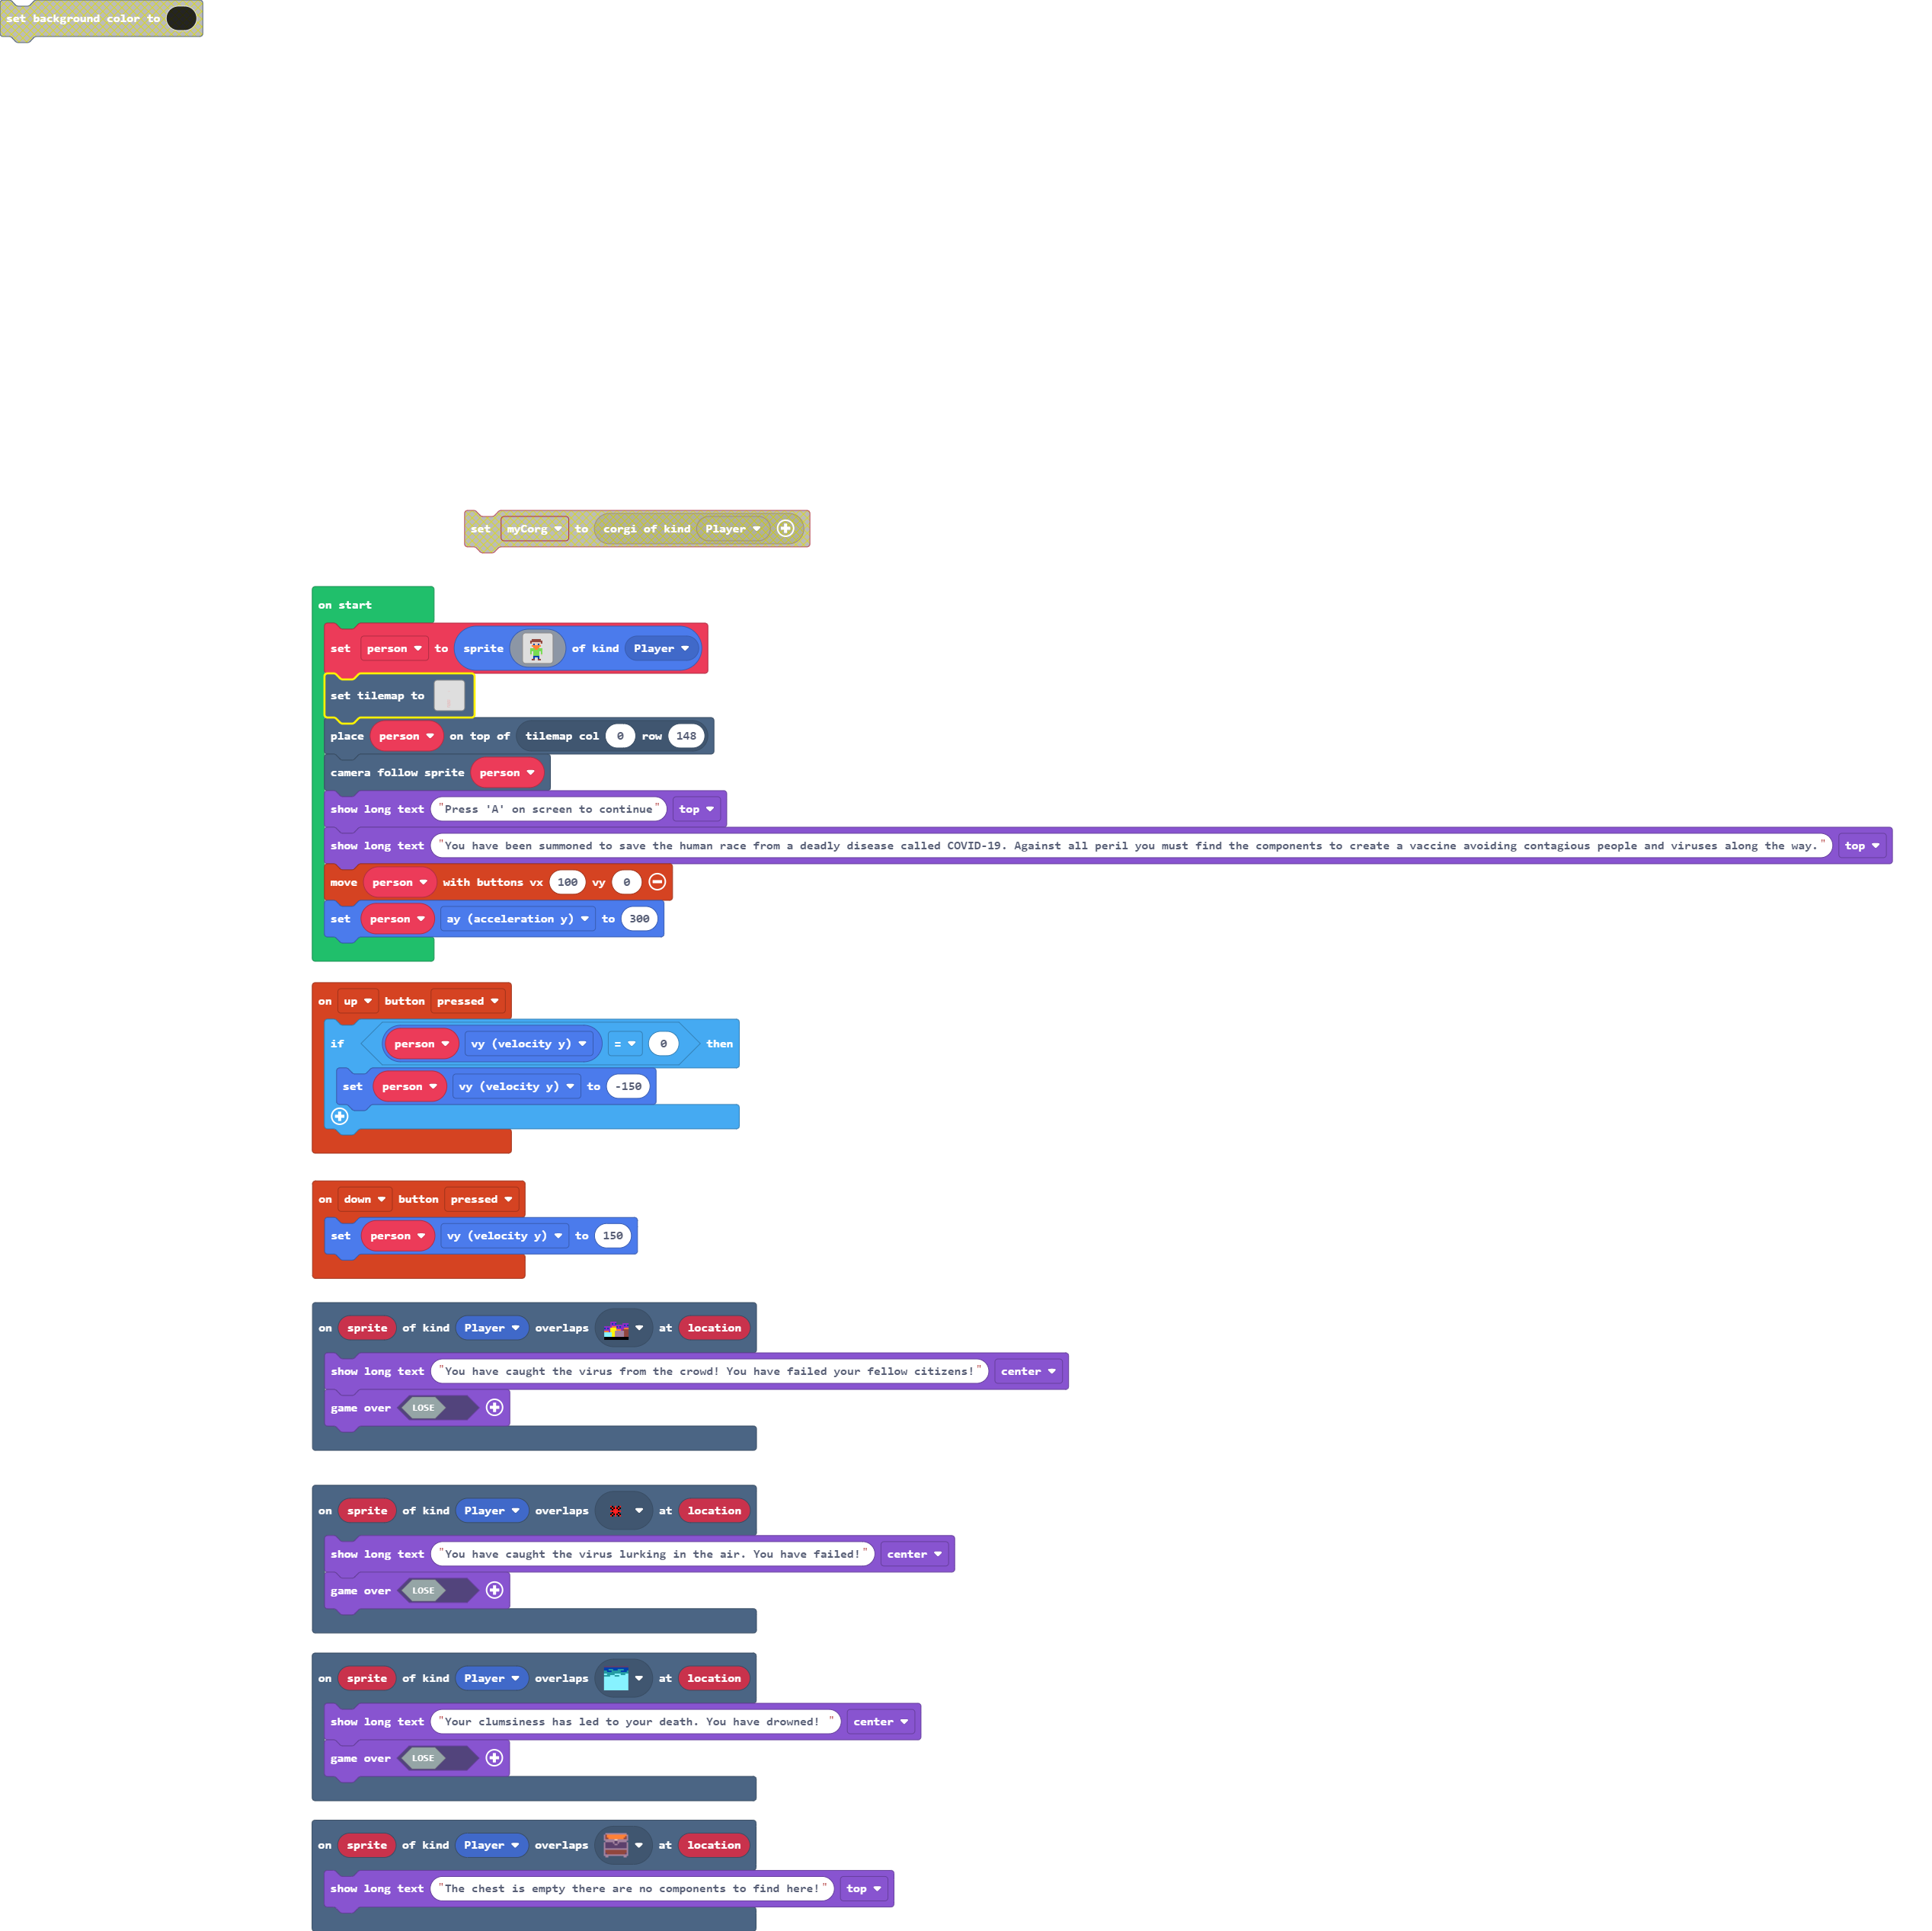 set background color to
set myCorg to corgi of kind Player
on start
set person to sprite of kind Player
set tilemap to
place person on top of tilemap col 0 row 148
camera follow sprite person
show long text "Press 'A' on screen to continue" top
show long text "You have been summoned to save the human race from a deadly disease called COVID-19. Against all peril you must find the components to create a vaccine avoiding contagious people and viruses along the way." top
move person with buttons vx 100 vy 0
set person ay (acceleration y) to 300
on up button pressed
if person vy (velocity y) = 0 then
set person vy (velocity y) to -150
on down button pressed
set person vy (velocity y) to 150
on sprite of kind Player overlaps at location
show long text "You have caught the virus from the crowd! You have failed your fellow citizens!" center
game over LOSE
on sprite of kind Player overlaps at location
show long text "You have caught the virus lurking in the air. You have failed!" center
game over LOSE
on sprite of kind Player overlaps at location
show long text "Your clumsiness has led to your death. You have drowned! " center
game over LOSE
on sprite of kind Player overlaps at location
show long text "The chest is empty there are no components to find here!" top